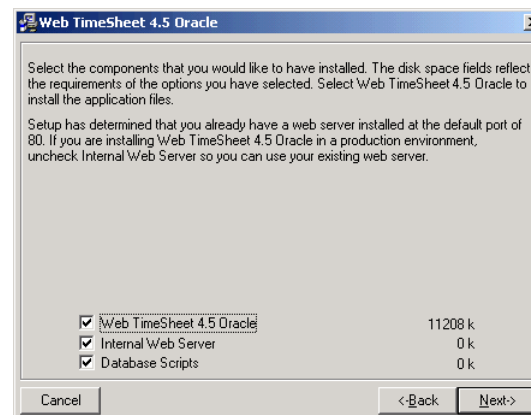 Web TimeSheet 4.5 Oracle
Select the components that you would like to have installed. The disk space fields reflect
the requirements of the options you have selected. Select Web TimeSheet 4.5 Oracle to
install the application files.
Setup has determined that you already have a web server installed at the default port of
80. If you are installing Web TimeSheet 4.5 Oracle in a production environment,
uncheck Internal Web Server so you can use your existing web server.
Web TimeSheet 4.5 Oracle 11208 k
Internal Web Server 0 k
Database Scripts 0 k
Cancel <-Back Next->